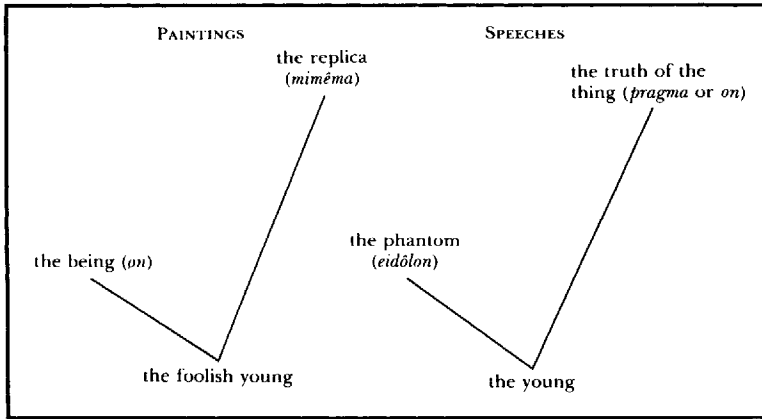 PAINTINGS
the replica
(mimêma)
the being (on)
the foolish young
SPEECHES
the truth of the
thing (pragma or on)
the phantom
(eidôlon)
the young